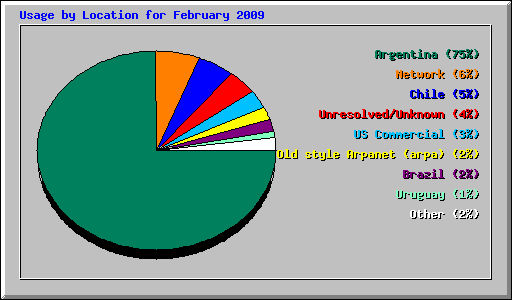 Usage by Location for February 2009
Argentina (75%)
Network (6%)
Chile (5%)
Unresolved/Unknown (4%)
US Commercial (3%)
Old style Arpanet (arpa) (2%)
Brazil (2%)
Uruguay (1%)
Other (2%)